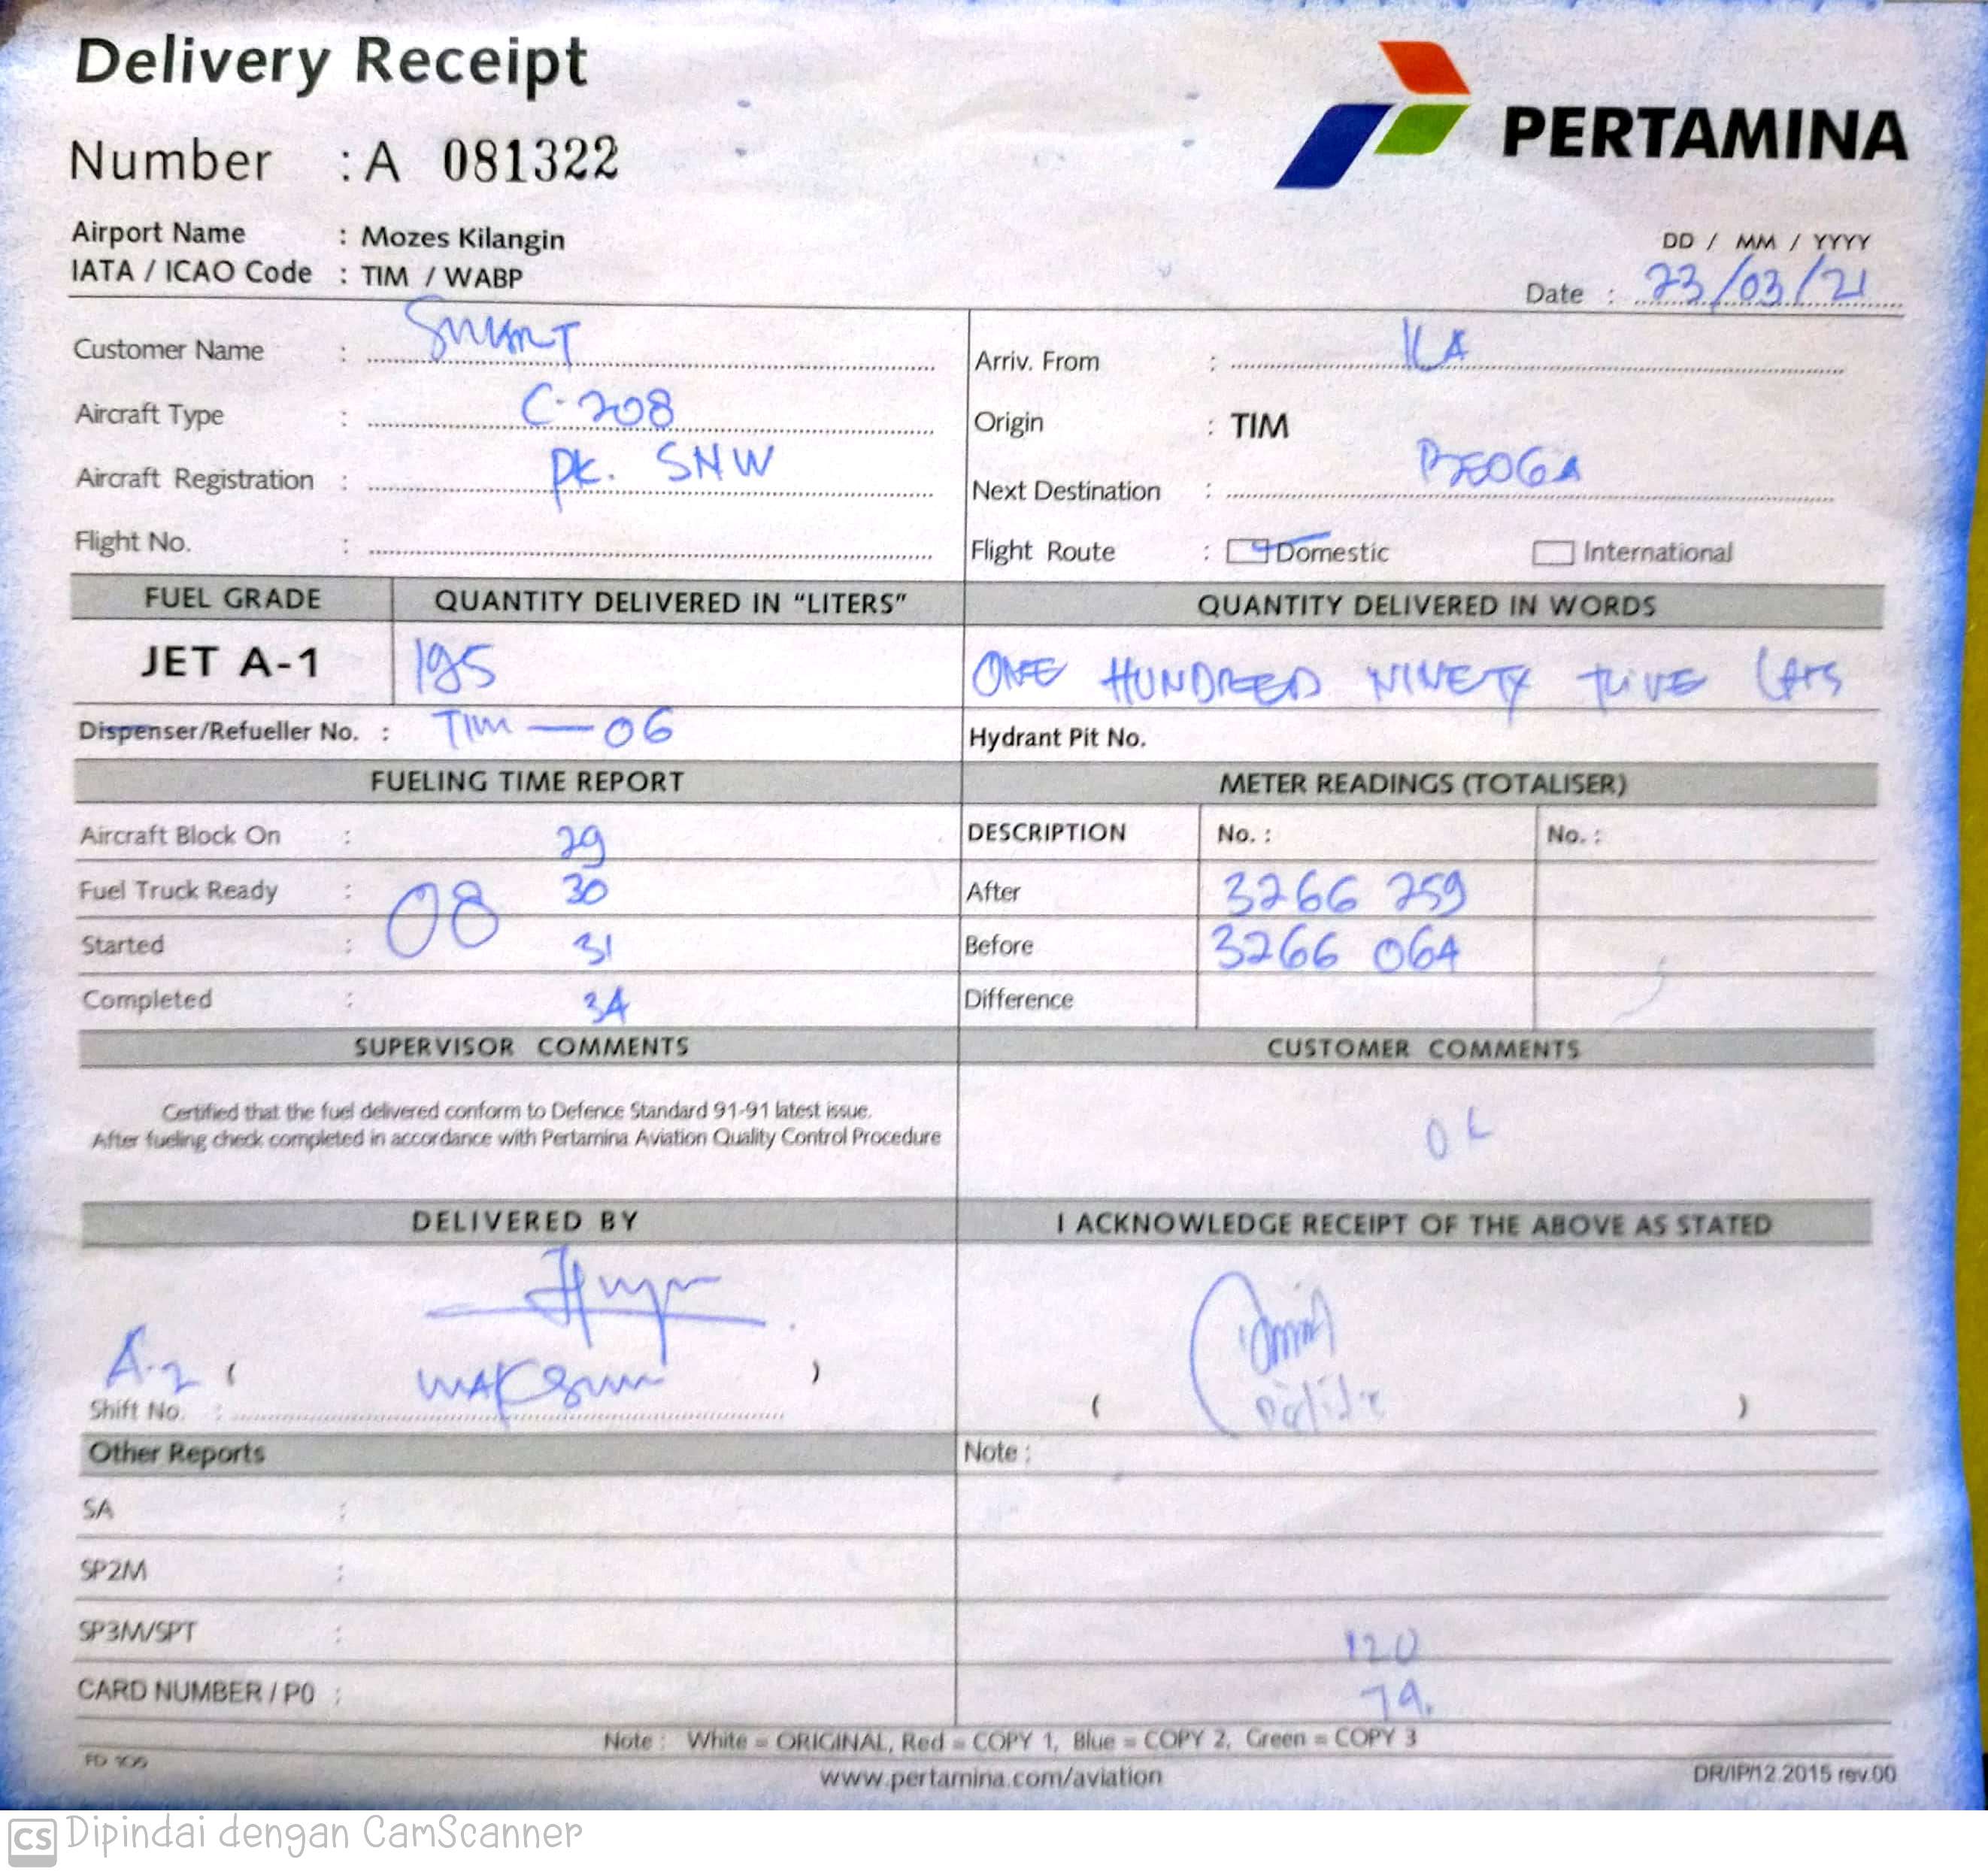 Delivery Receipt
PERTAMINA
Number : A 081322
Airport Name : Mozes Kilangin
IATA / ICAO Code : TIM / WABP
DD / MM / YYYY
Date : 23/03/21
Customer Name : SMART
Arriv. From :
Aircraft Type : C-208
Origin : TIM
Aircraft Registration : PK. SNW
Next Destination : BEOGA
Flight No. :
Flight Route : Domestic International
FUEL GRADE QUANTITY DELIVERED IN “LITERS” QUANTITY DELIVERED IN WORDS
JET A-1 195 ONE HUNDRED NINETY FIVE
Dispenser/Refueller No. : TIM — 06 Hydrant Pit No.
FUELING TIME REPORT METER READINGS (TOTALISER)
Aircraft Block On : 29 DESCRIPTION No. : No. :
Fuel Truck Ready : 08 30 After 3266 259
Started : 31 Before 3266 064
Completed : 34 Difference
SUPERVISOR COMMENTS CUSTOMER COMMENTS
Certified that the fuel delivered conform to Defence Standard 91-91 latest issue.
After fueling check completed in accordance with Pertamina Aviation Quality Control Procedure
DELIVERED BY I ACKNOWLEDGE RECEIPT OF THE ABOVE AS STATED
A-2 ( )
Shift No. : ( )
Other Reports Note :
SA :
SP2M :
SP3M/SPT : 120
CARD NUMBER / P0 :
Note : White = ORIGINAL, Red = COPY 1, Blue = COPY 2, Green = COPY 3
www.pertamina.com/aviation DR/IP/12.2015 rev.00
CS Dipindai dengan CamScanner